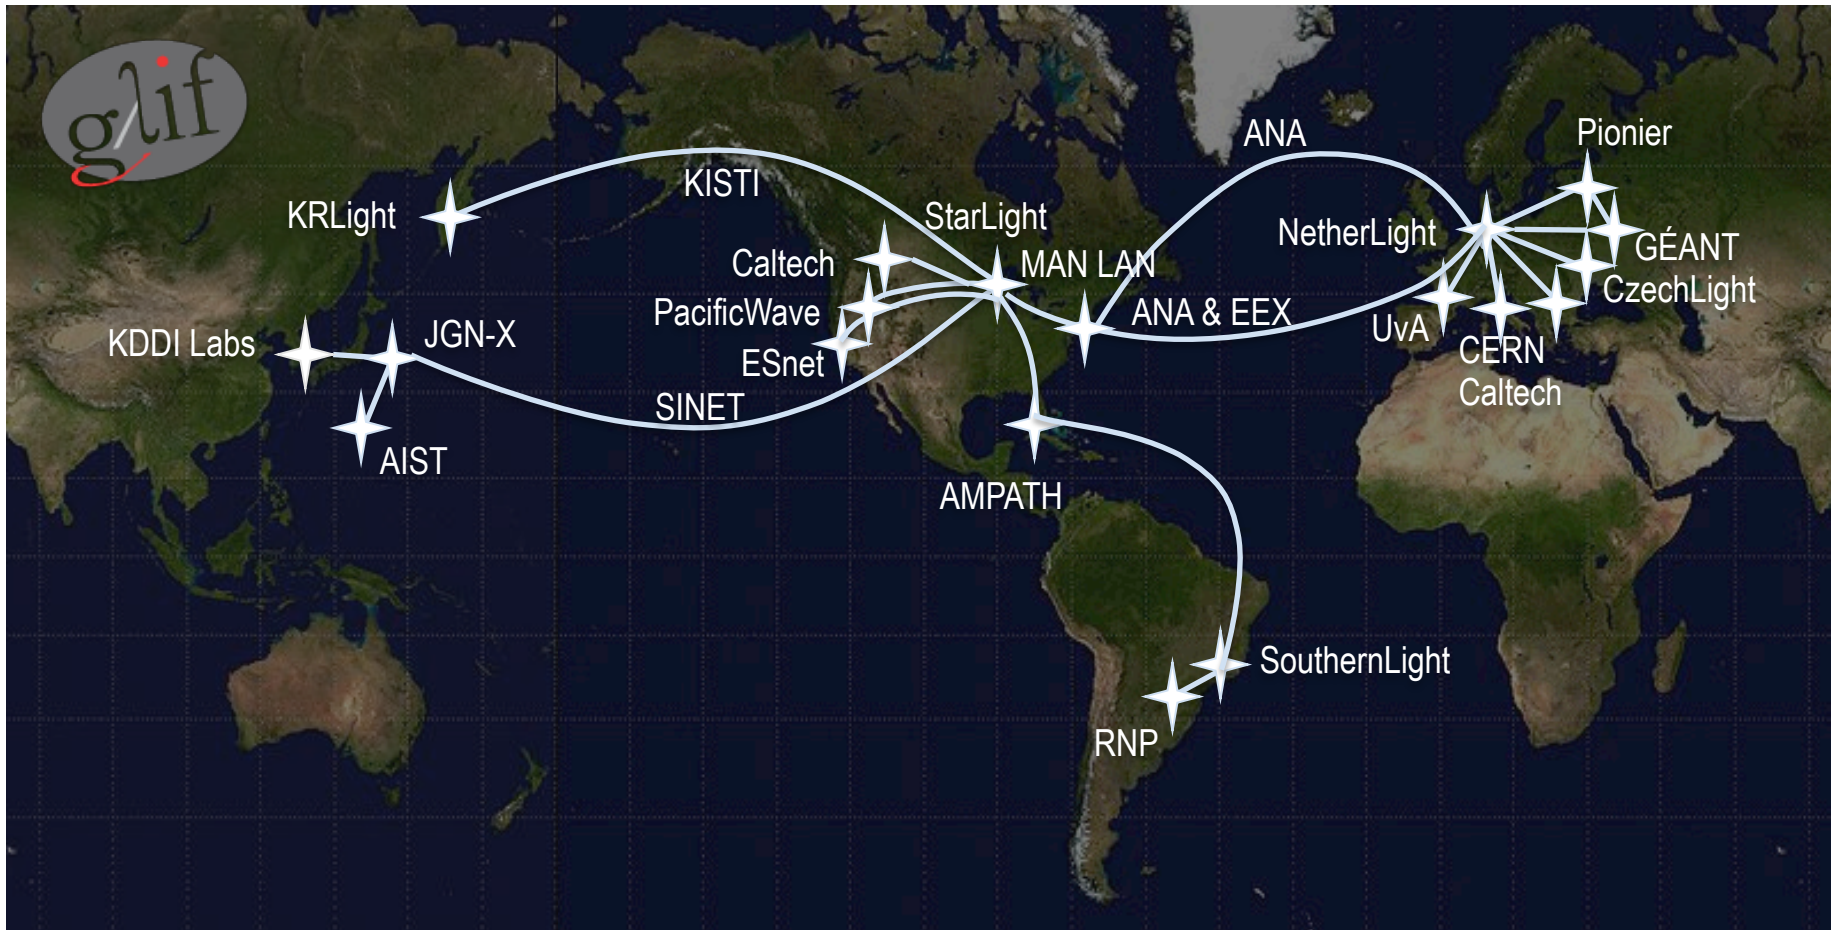 glif
ANA
Pionier
KISTI
KRLight
StarLight
NetherLight
GÉANT
Caltech
MAN LAN
CzechLight
PacificWave
ANA & EEX
UvA
KDDI Labs
JGN-X
ESnet
CERN
Caltech
SINET
AIST
AMPATH
SouthernLight
RNP